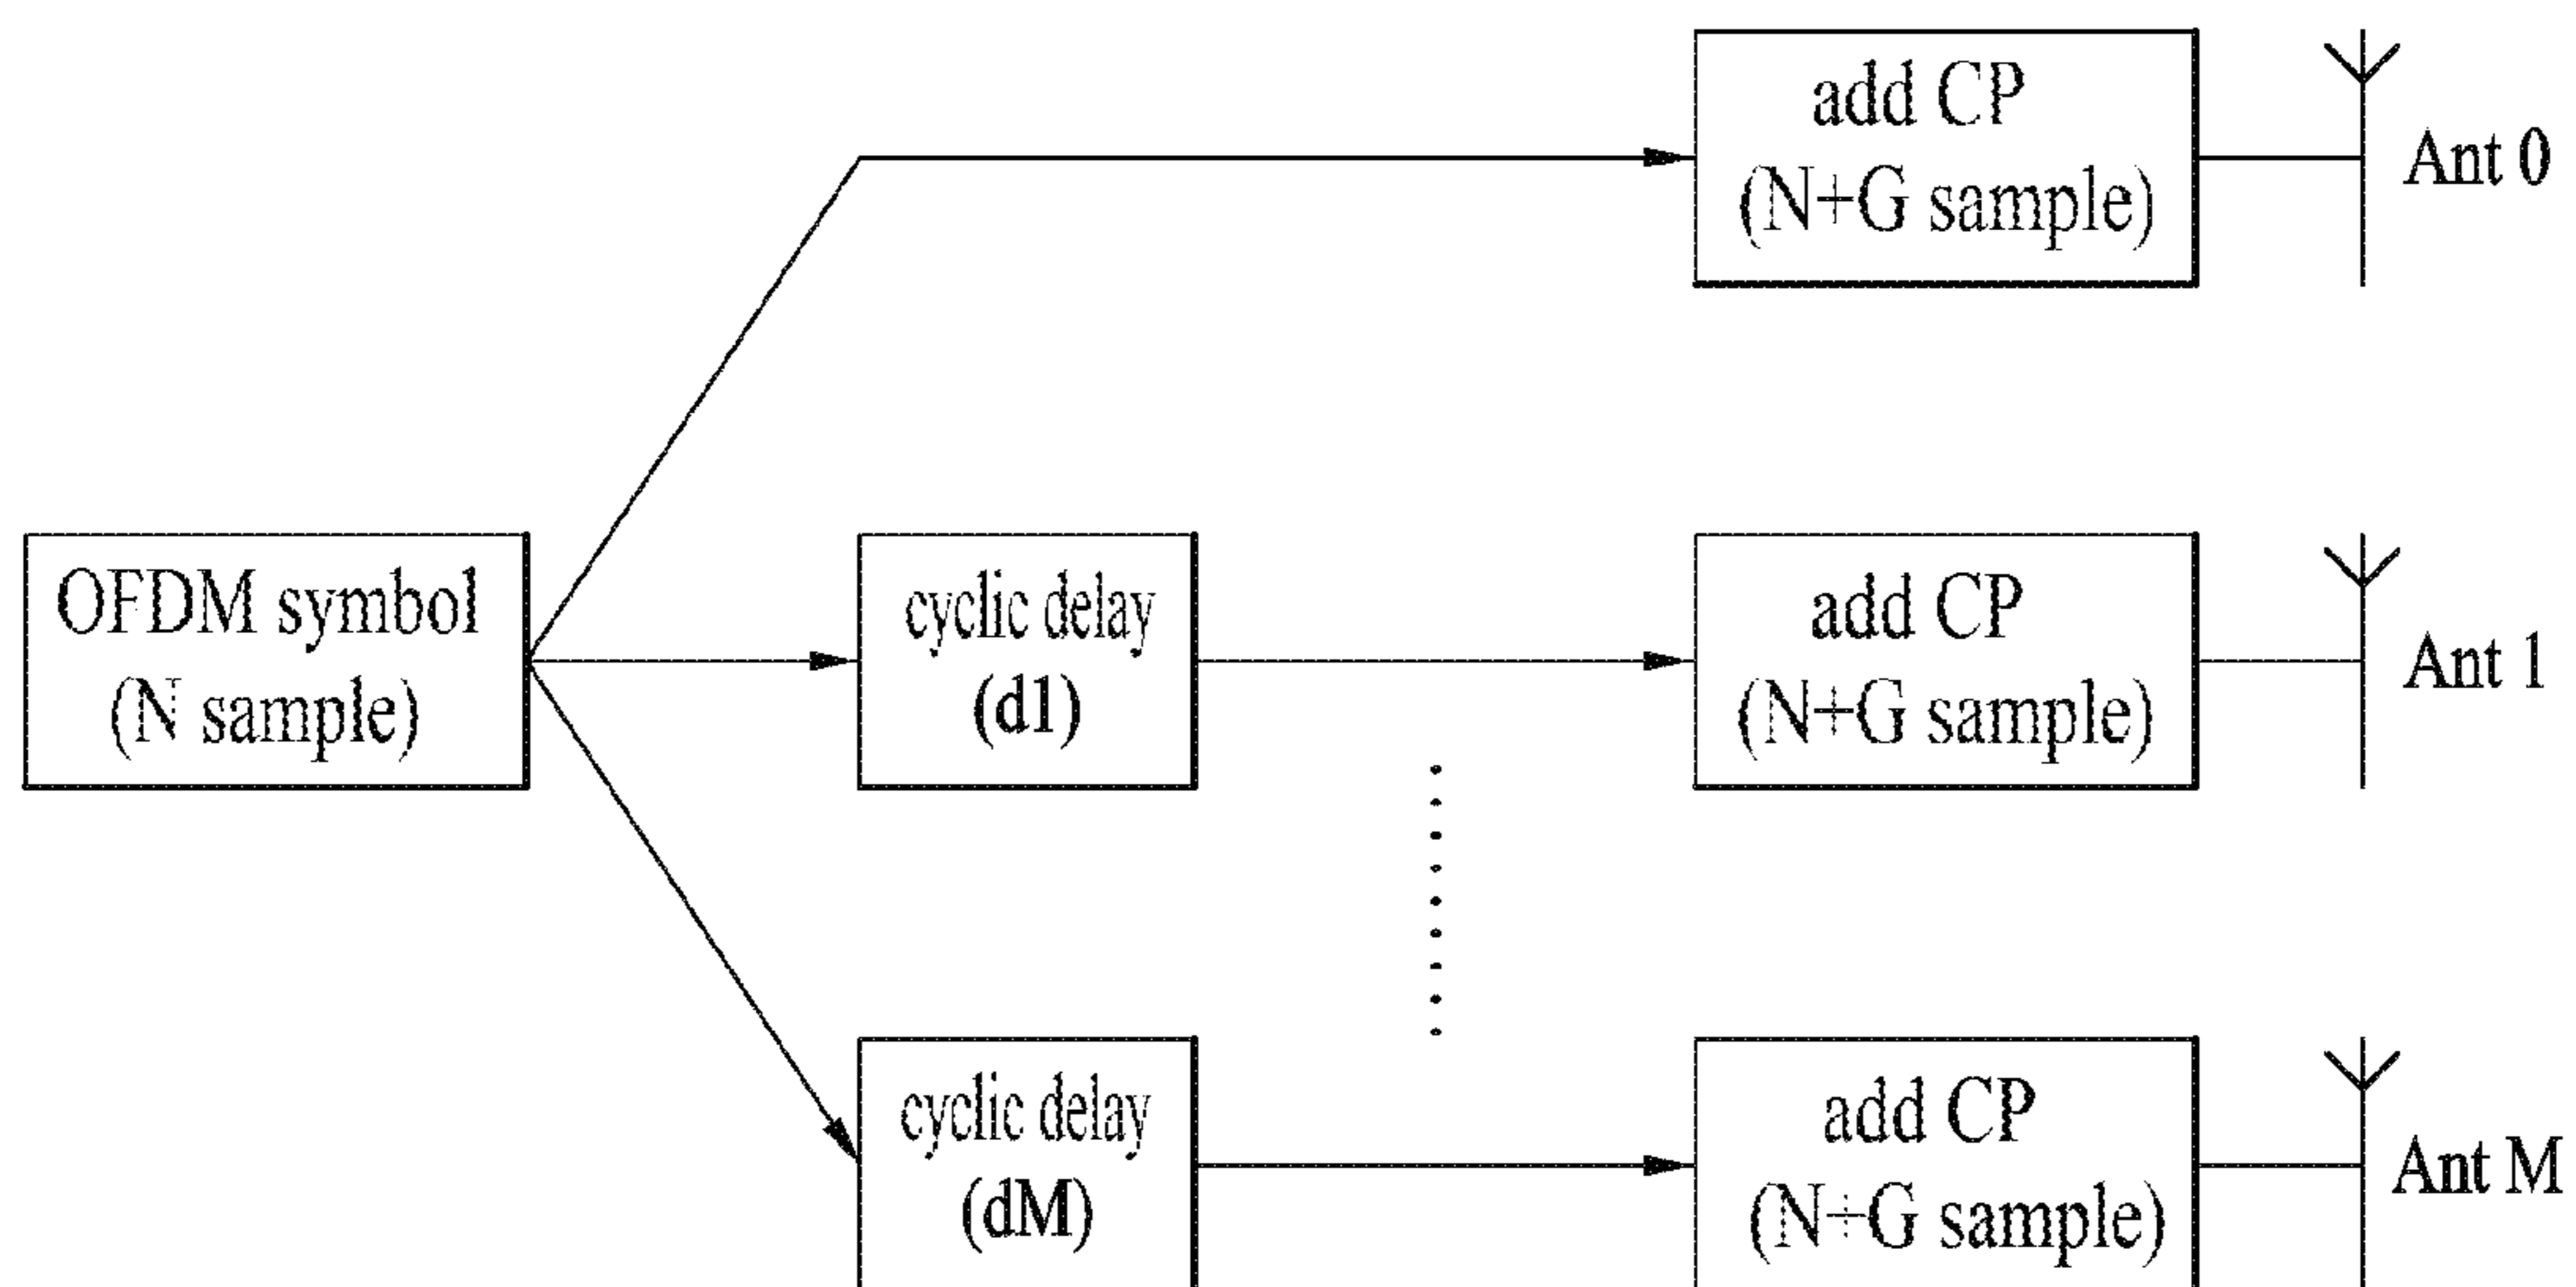 add CP
(N+G sample)
Ant 0
OFDM symbol
(N sample)
cyclic delay
(d1)
add CP
(N+G sample)
Ant 1
cyclic delay
(dM)
add CP
(N+G sample)
Ant M